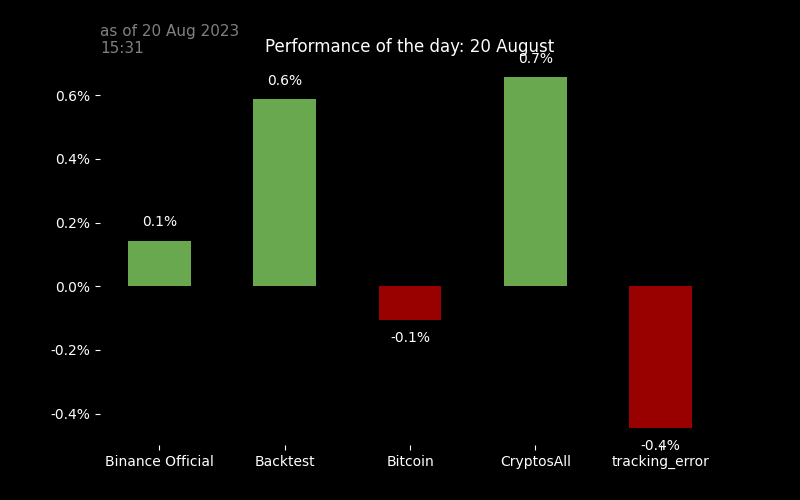 as of 20 Aug 2023
15:31
Performance of the day: 20 August
0.6%
0.4%
0.2%
0.0%
-0.2%
-0.4%
0.1%
0.6%
-0.1%
0.7%
-0.4%
Binance Official
Backtest
Bitcoin
CryptosAll
tracking_error